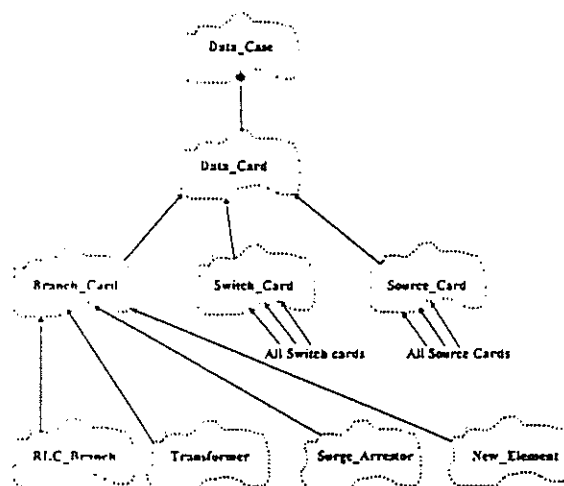 Data_Case
Data_Card
Branch_Card
Switch_Card
Source_Card
All Switch cards
All Source Cards
RLC_Branch
Transformer
Surge_Arrestor
New_Element